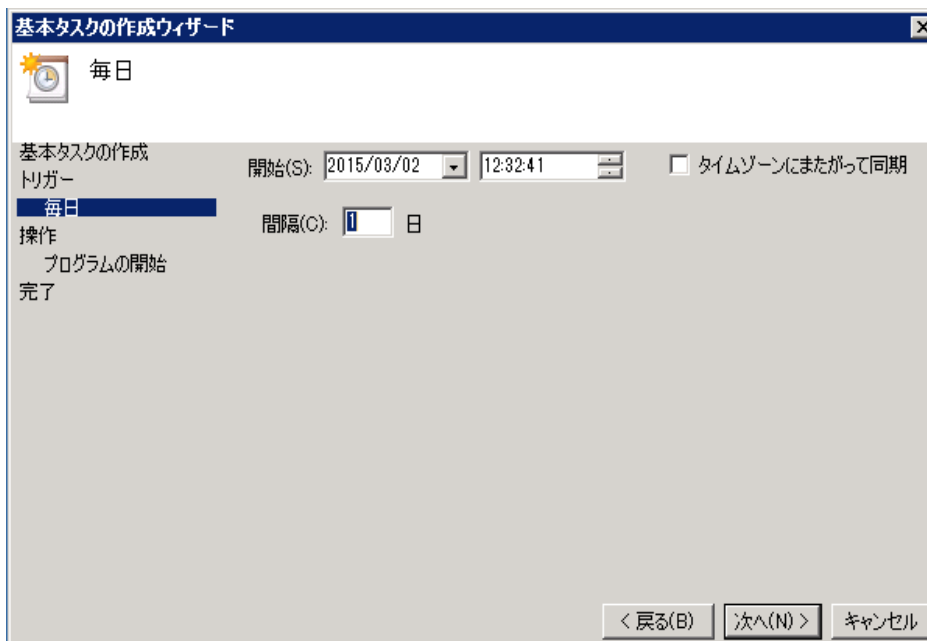 基本タスクの作成ウィザード
毎日
基本タスクの作成
トリガー
毎日
操作
プログラムの開始
完了
開始(S): 2015/03/02 12:32:41 タイムゾーンにまたがって同期
間隔(C): 1 日
< 戻る(B) 次へ(N) > キャンセル